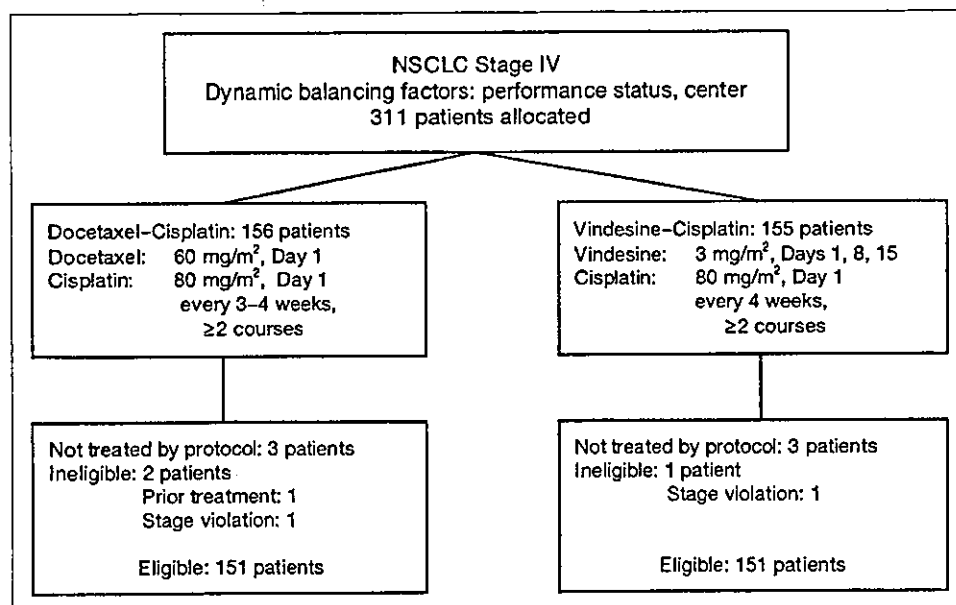 NSCLC Stage IV
Dynamic balancing factors: performance status, center
311 patients allocated
Docetaxel–Cisplatin: 156 patients
Docetaxel: 60 mg/m², Day 1
Cisplatin: 80 mg/m², Day 1
every 3–4 weeks,
≥2 courses
Vindesine–Cisplatin: 155 patients
Vindesine: 3 mg/m², Days 1, 8, 15
Cisplatin: 80 mg/m², Day 1
every 4 weeks,
≥2 courses
Not treated by protocol: 3 patients
Ineligible: 2 patients
Prior treatment: 1
Stage violation: 1
Eligible: 151 patients
Not treated by protocol: 3 patients
Ineligible: 1 patient
Stage violation: 1
Eligible: 151 patients